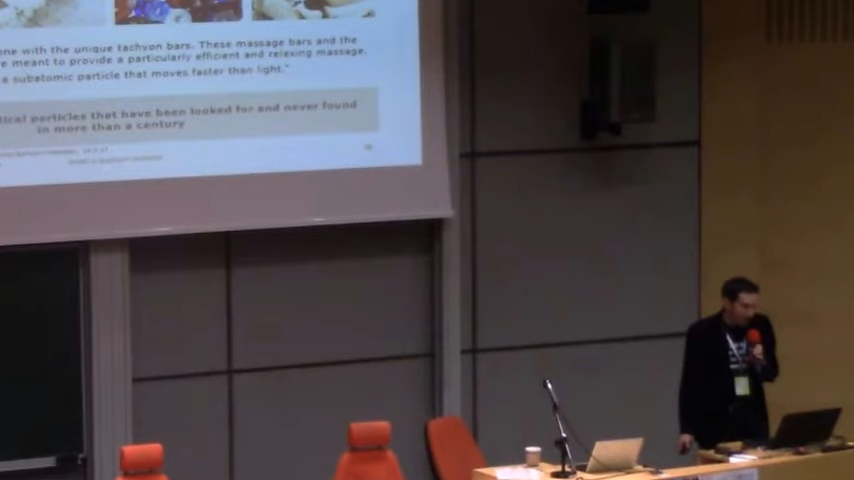 one with the unique tachyon bars. These massage bars and the
re meant to provide a particularly efficient and relaxing massage.
a subatomic particle that moves faster than light."
tical particles that have been looked for and never found
in more than a century